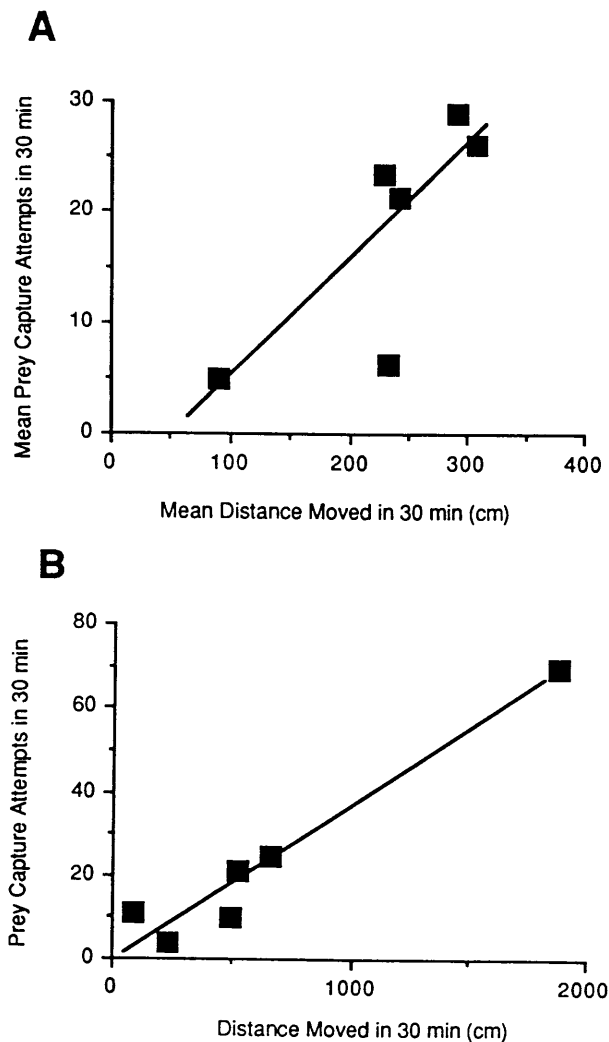 A
Mean Prey Capture Attempts in 30 min
30
20
10
0
0 100 200 300 400
Mean Distance Moved in 30 min (cm)
B
Prey Capture Attempts in 30 min
80
60
40
20
0
0 1000 2000
Distance Moved in 30 min (cm)